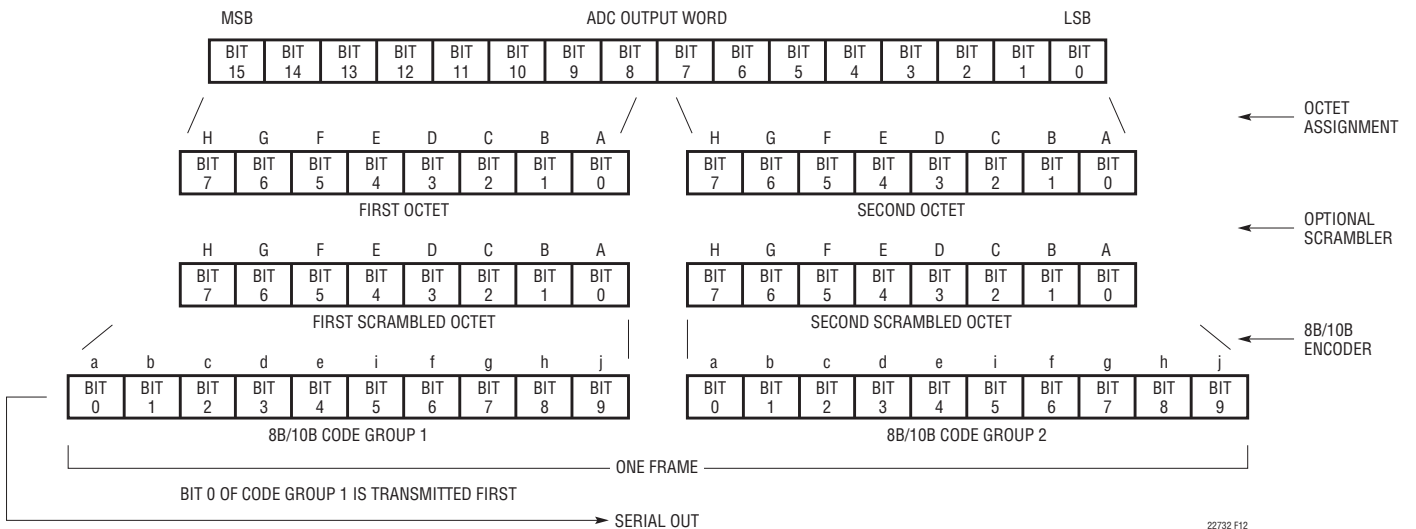 MSB ADC OUTPUT WORD LSB
BIT 15 BIT 14 BIT 13 BIT 12 BIT 11 BIT 10 BIT 9 BIT 8 BIT 7 BIT 6 BIT 5 BIT 4 BIT 3 BIT 2 BIT 1 BIT 0
OCTET
ASSIGNMENT
H G F E D C B A H G F E D C B A
BIT 7 BIT 6 BIT 5 BIT 4 BIT 3 BIT 2 BIT 1 BIT 0 BIT 7 BIT 6 BIT 5 BIT 4 BIT 3 BIT 2 BIT 1 BIT 0
FIRST OCTET SECOND OCTET
OPTIONAL
SCRAMBLER
H G F E D C B A H G F E D C B A
BIT 7 BIT 6 BIT 5 BIT 4 BIT 3 BIT 2 BIT 1 BIT 0 BIT 7 BIT 6 BIT 5 BIT 4 BIT 3 BIT 2 BIT 1 BIT 0
FIRST SCRAMBLED OCTET SECOND SCRAMBLED OCTET
8B/10B
ENCODER
a b c d e i f g h j a b c d e i f g h j
BIT 0 BIT 1 BIT 2 BIT 3 BIT 4 BIT 5 BIT 6 BIT 7 BIT 8 BIT 9 BIT 0 BIT 1 BIT 2 BIT 3 BIT 4 BIT 5 BIT 6 BIT 7 BIT 8 BIT 9
8B/10B CODE GROUP 1 8B/10B CODE GROUP 2
ONE FRAME
BIT 0 OF CODE GROUP 1 IS TRANSMITTED FIRST
SERIAL OUT
22732 F12